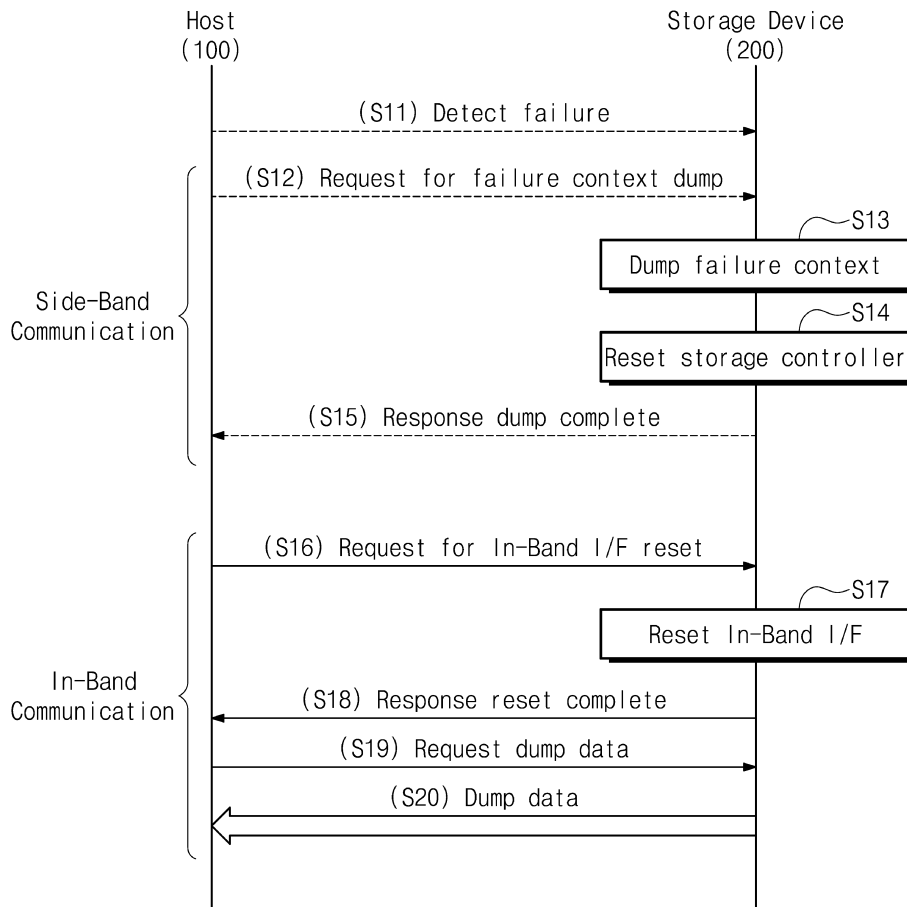 Host
(100)
Storage Device
(200)
(S11) Detect failure
(S12) Request for failure context dump
S13
Dump failure context
S14
Reset storage controller
Side-Band
Communication
(S15) Response dump complete
(S16) Request for In-Band I/F reset
S17
Reset In-Band I/F
In-Band
Communication
(S18) Response reset complete
(S19) Request dump data
(S20) Dump data